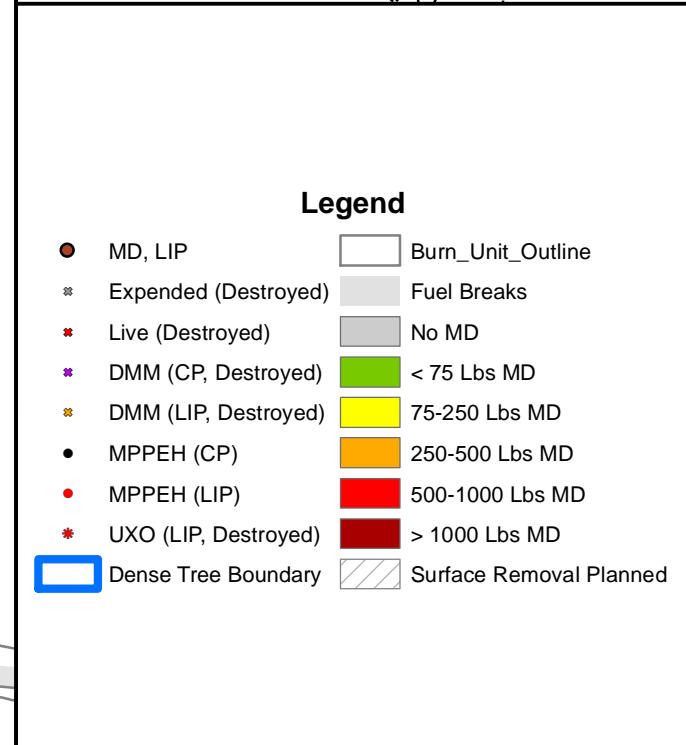 Legend
MD, LIP
Expended (Destroyed)
Live (Destroyed)
DMM (CP, Destroyed)
DMM (LIP, Destroyed)
MPPEH (CP)
MPPEH (LIP)
UXO (LIP, Destroyed)
Dense Tree Boundary
Burn_Unit_Outline
Fuel Breaks
No MD
< 75 Lbs MD
75-250 Lbs MD
250-500 Lbs MD
500-1000 Lbs MD
> 1000 Lbs MD
Surface Removal Planned